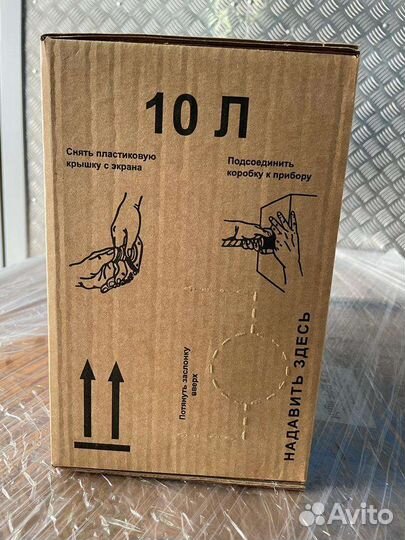 10 Л
Снять пластиковую
крышку с экрана
Подсоединить
коробку к прибору
Потянуть заслонку
вверх
НАДАВИТЬ ЗДЕСЬ
Avito